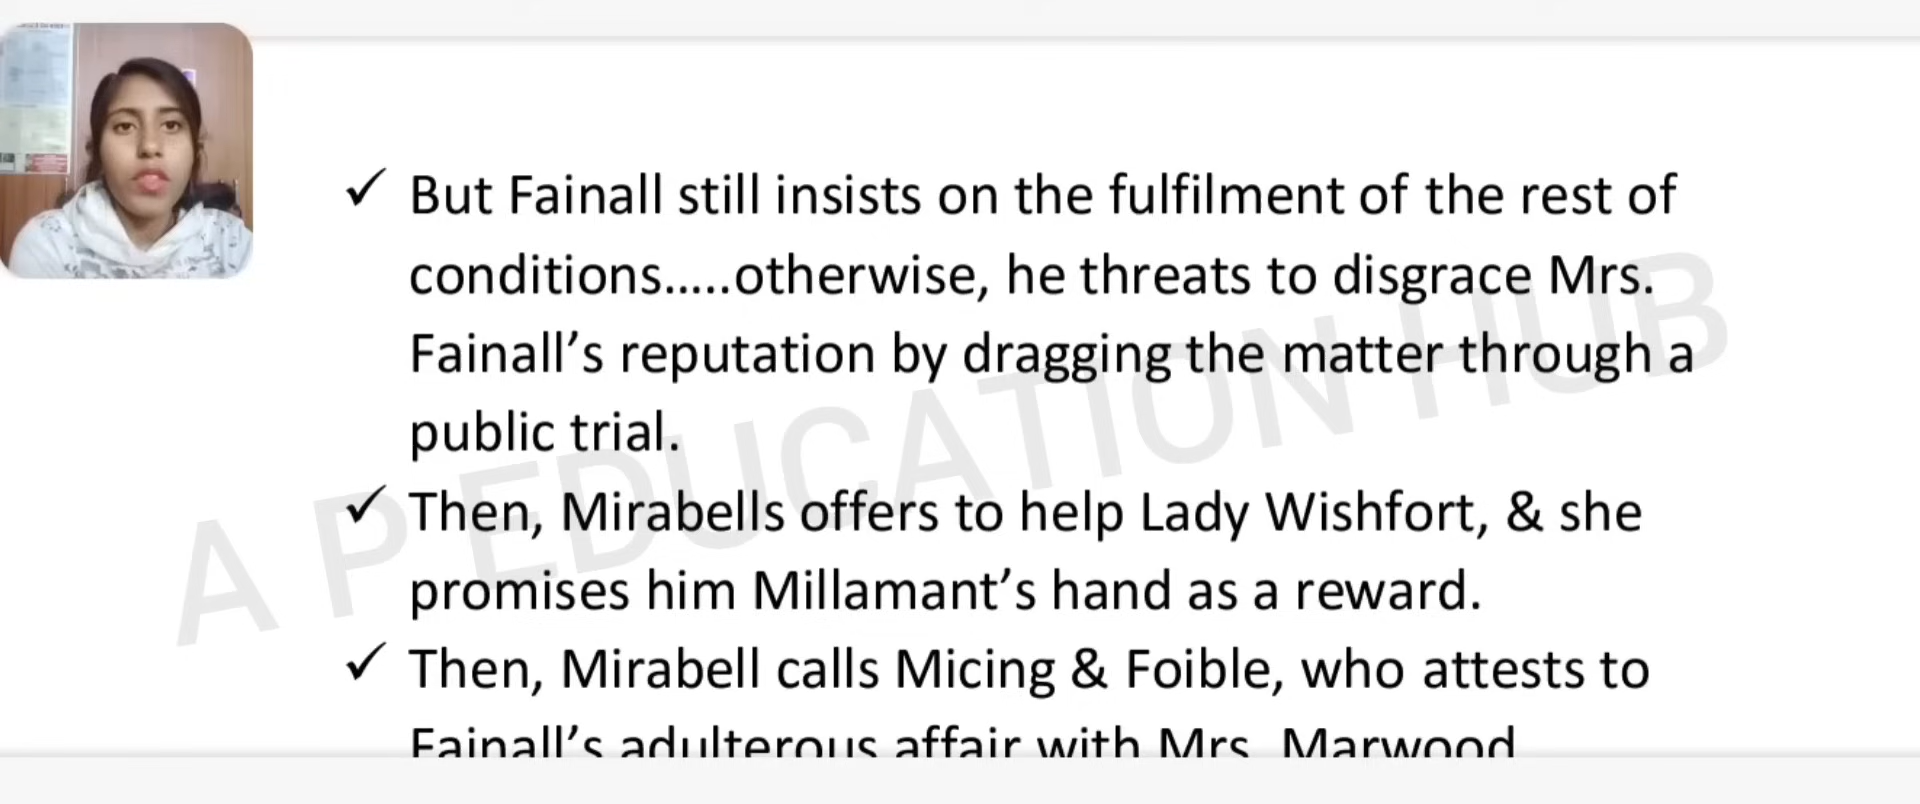 But Fainall still insists on the fulfilment of the rest of
conditions.....otherwise, he threats to disgrace Mrs.
Fainall’s reputation by dragging the matter through a
public trial.
Then, Mirabells offers to help Lady Wishfort, & she
promises him Millamant’s hand as a reward.
Then, Mirabell calls Micing & Foible, who attests to
Fainall’s adulterous affair with Mrs. Marwood
A P EDUCATION HUB